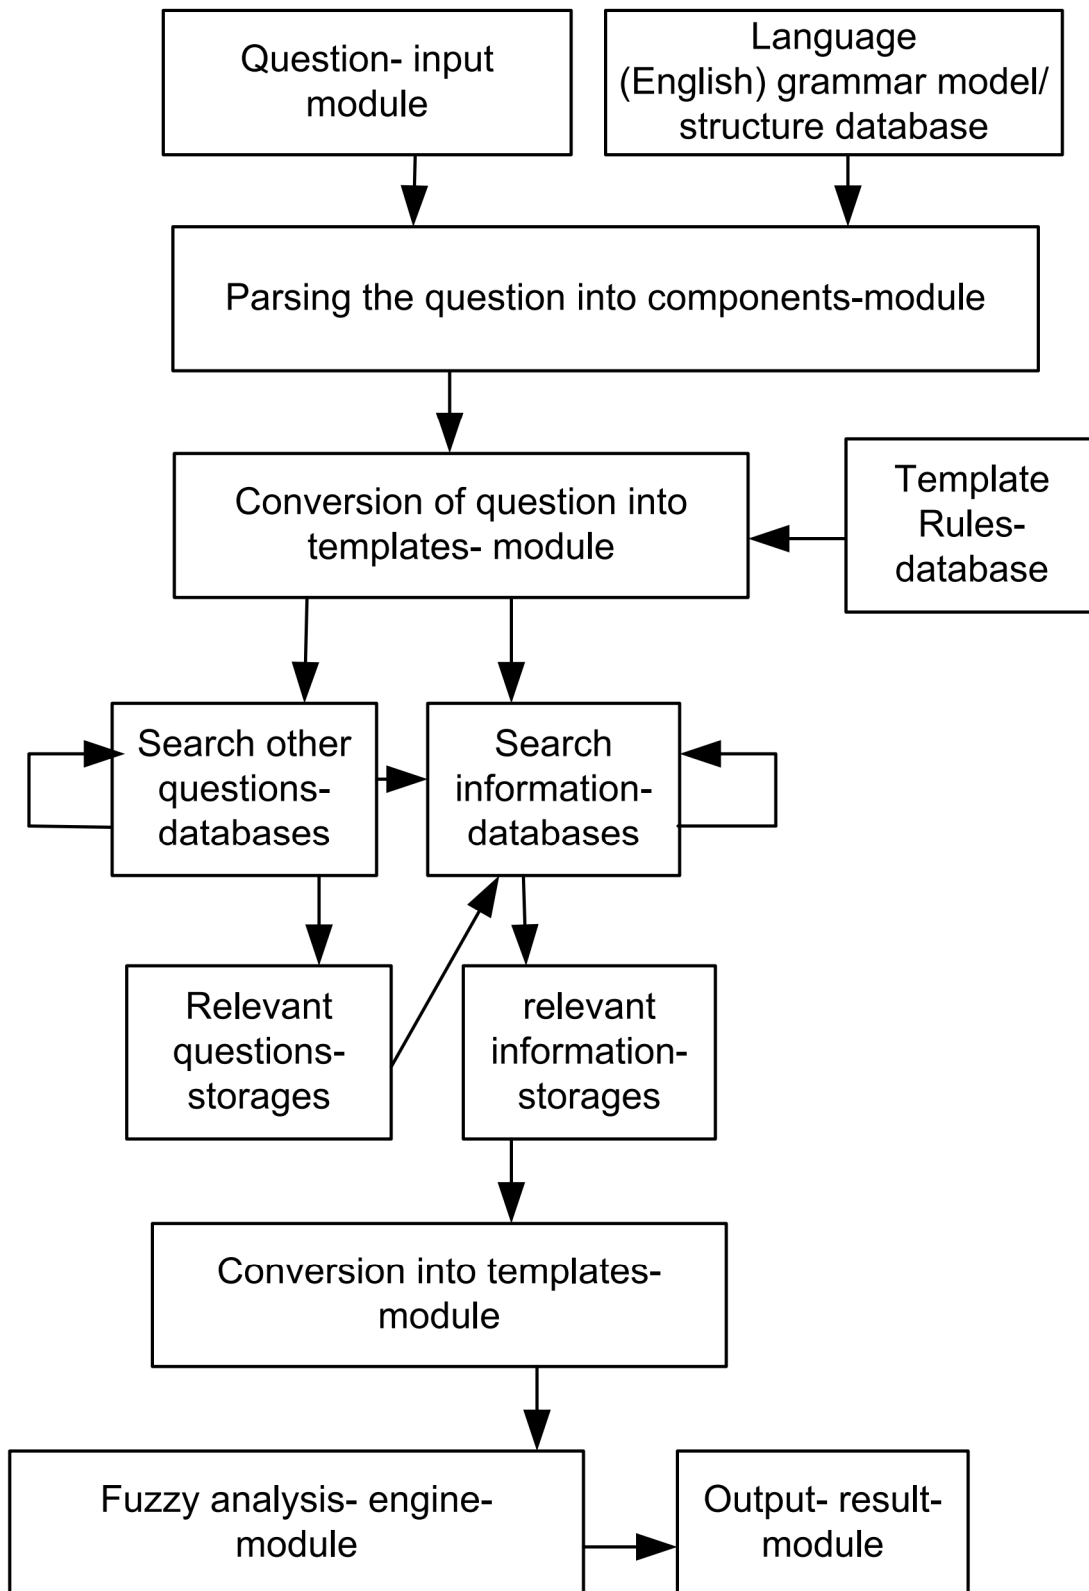 Question- input
module
Language
(English) grammar model/
structure database
Parsing the question into components-module
Conversion of question into
templates- module
Template
Rules-
database
Search other
questions-
databases
Search
information-
databases
Relevant
questions-
storages
relevant
information-
storages
Conversion into templates-
module
Fuzzy analysis- engine-
module
Output- result-
module